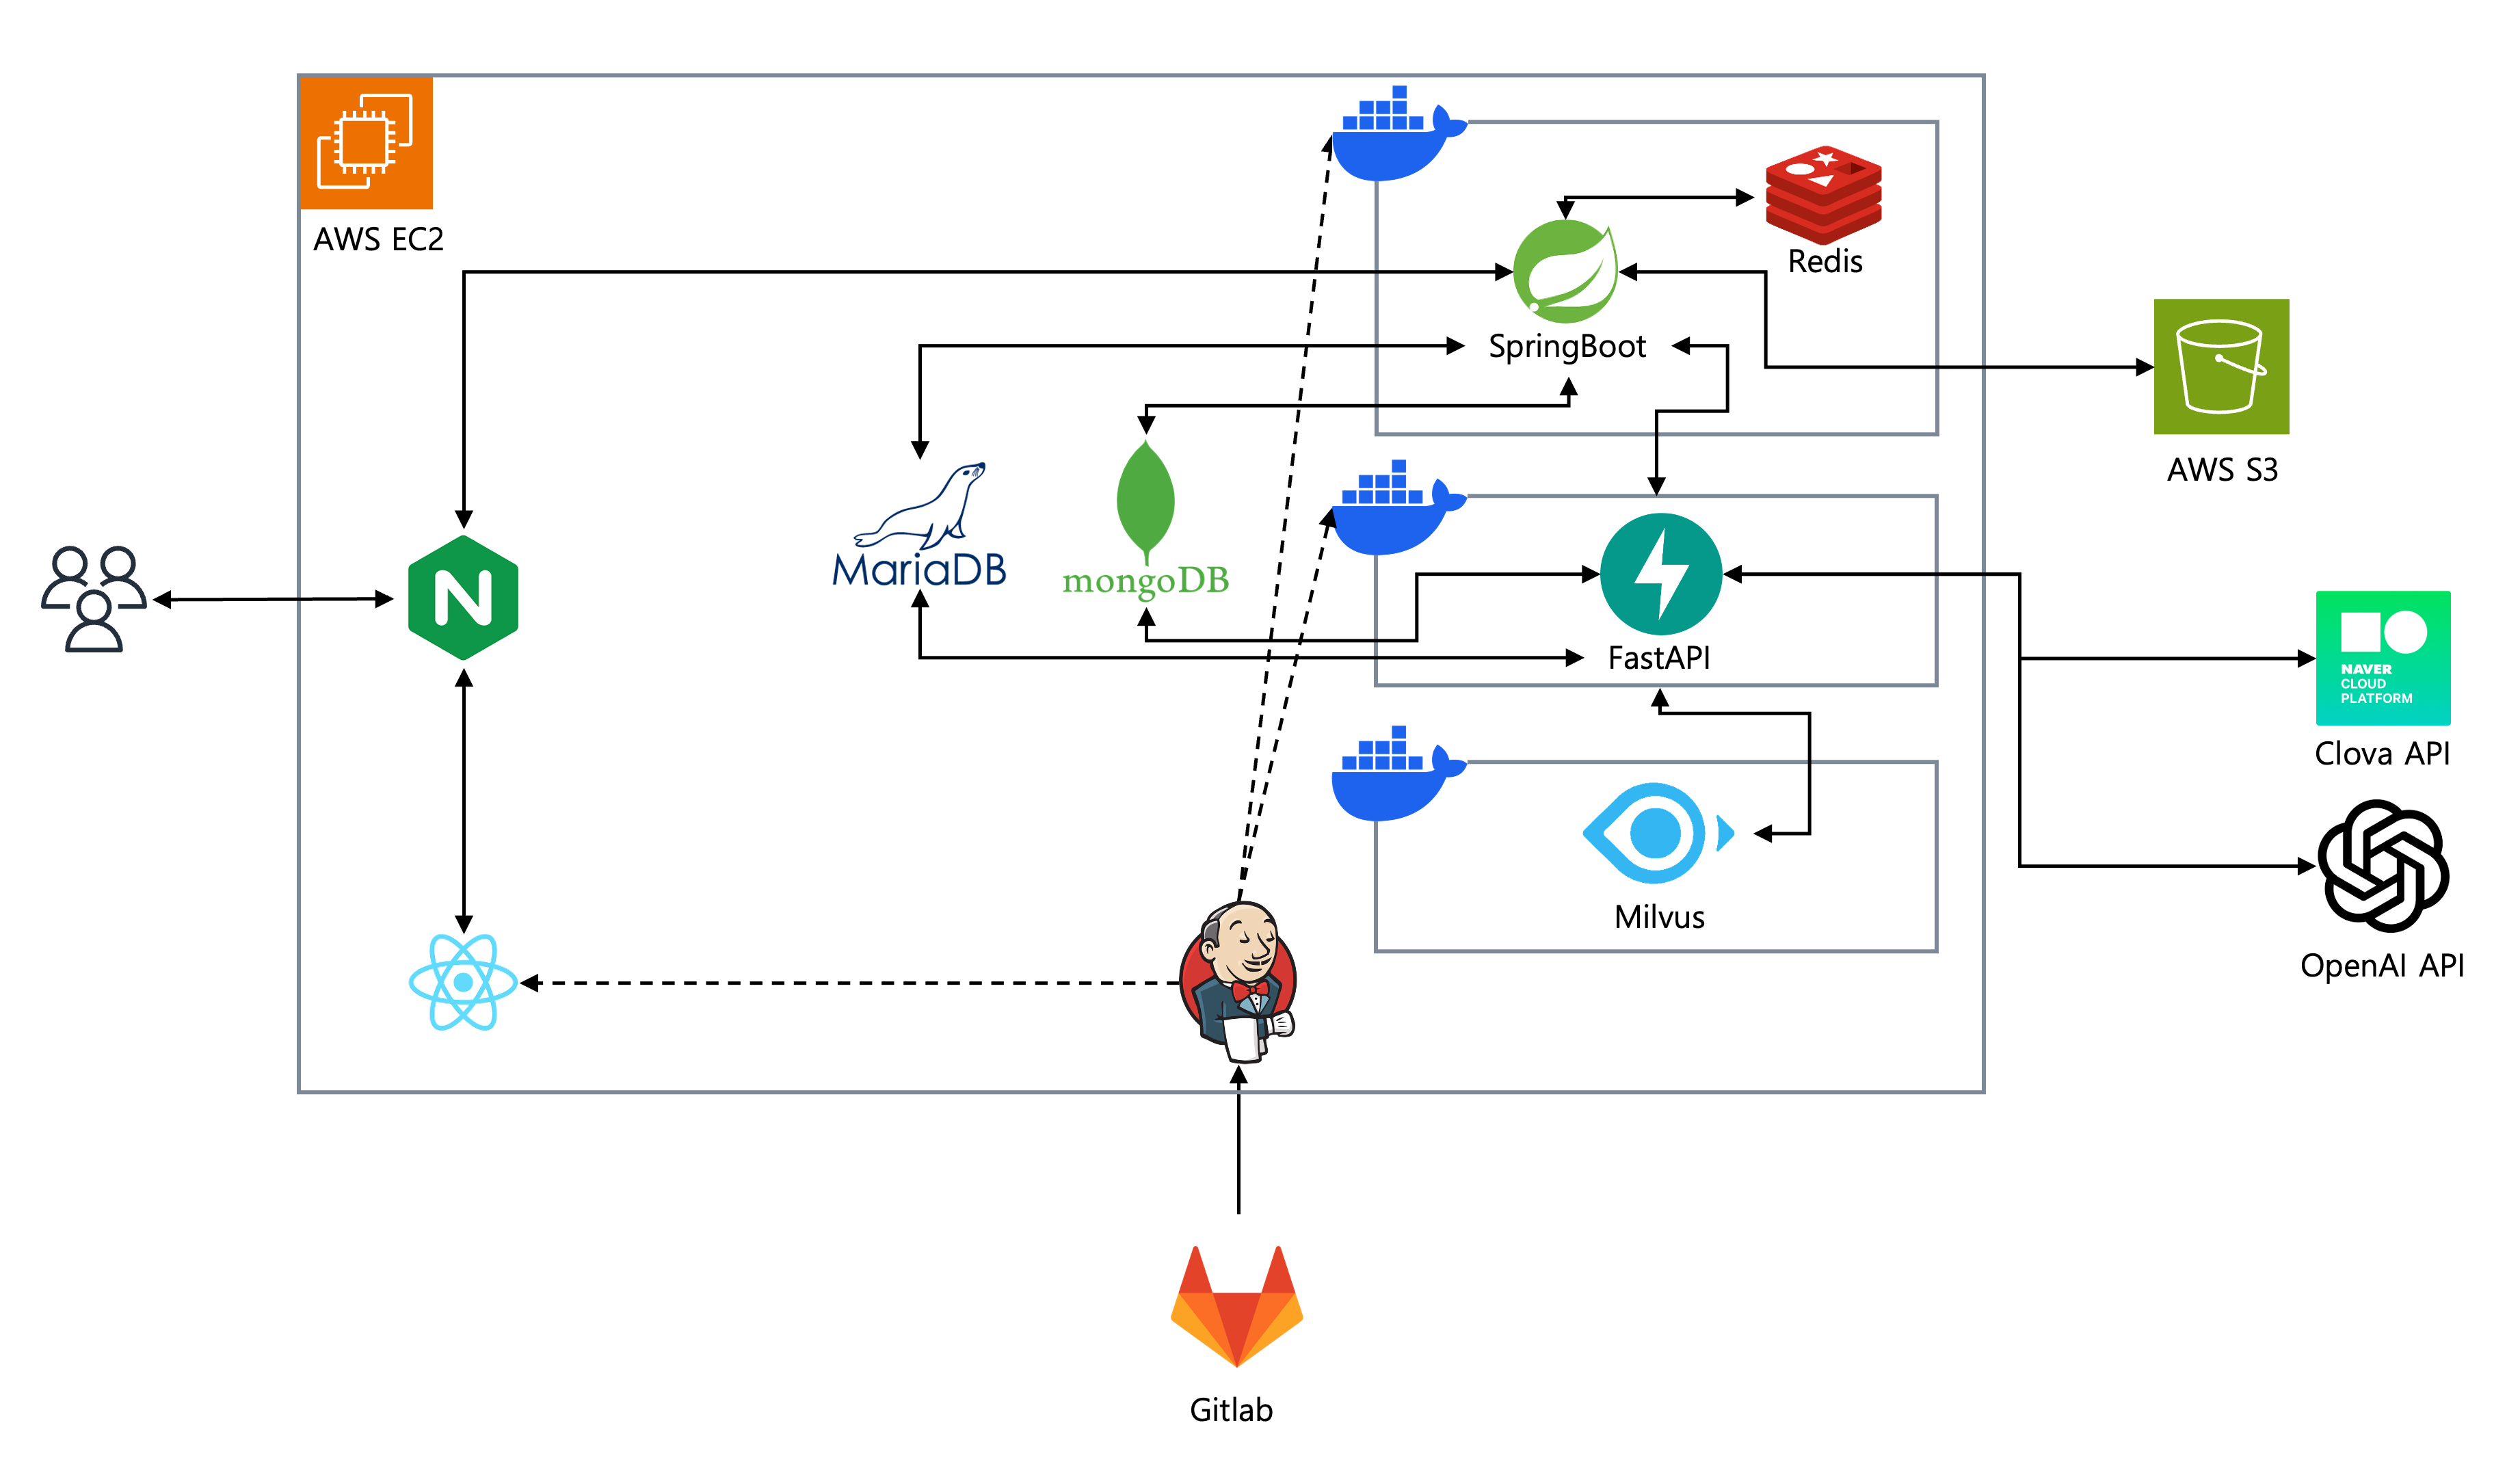 AWS EC2
Redis
SpringBoot
AWS S3
MariaDB
mongoDB
FastAPI
NAVER
CLOUD
PLATFORM
Clova API
Milvus
OpenAI API
Gitlab